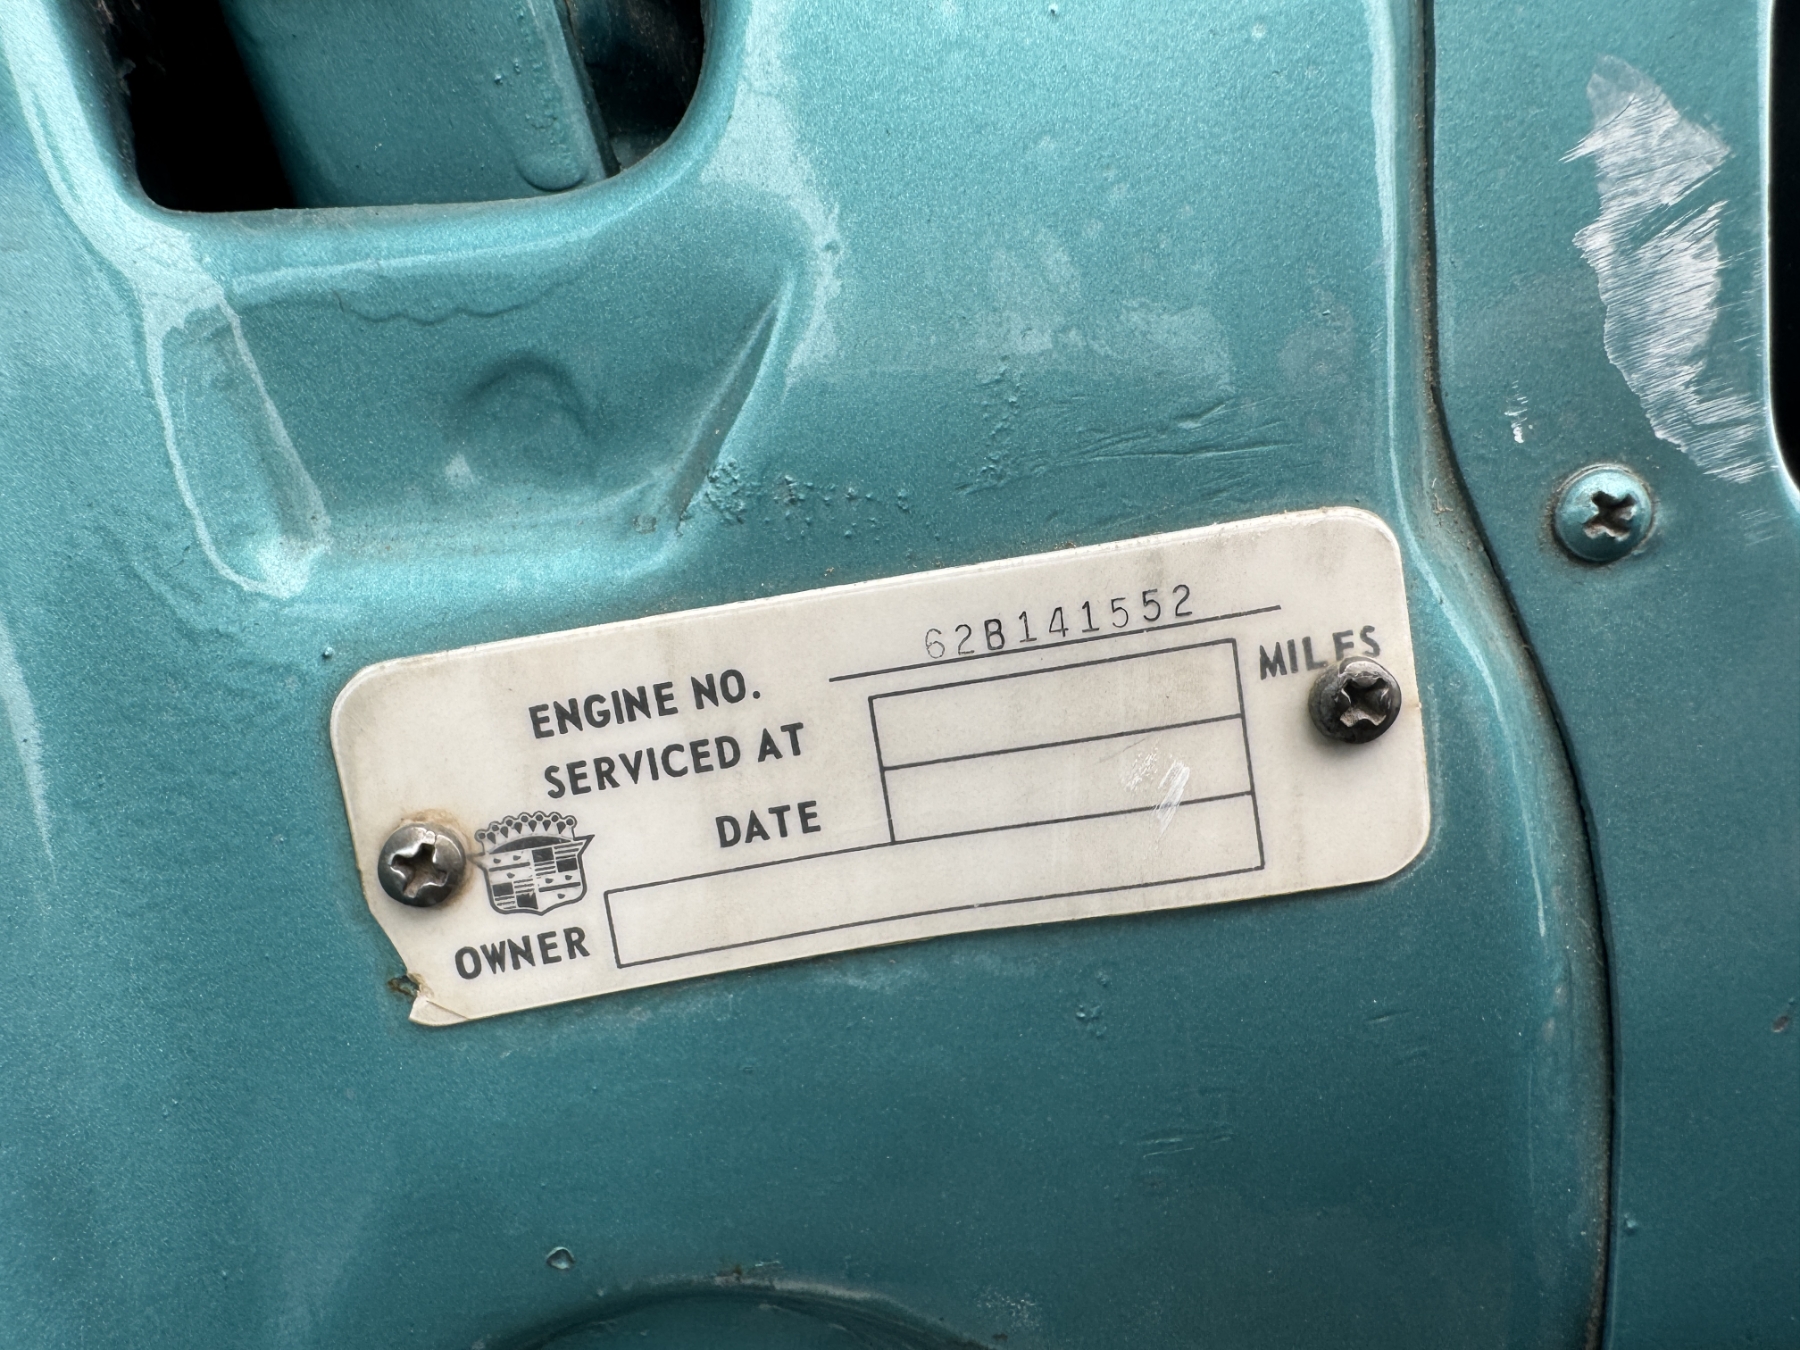 ENGINE NO. 62B141552
SERVICED AT MILES
DATE
OWNER